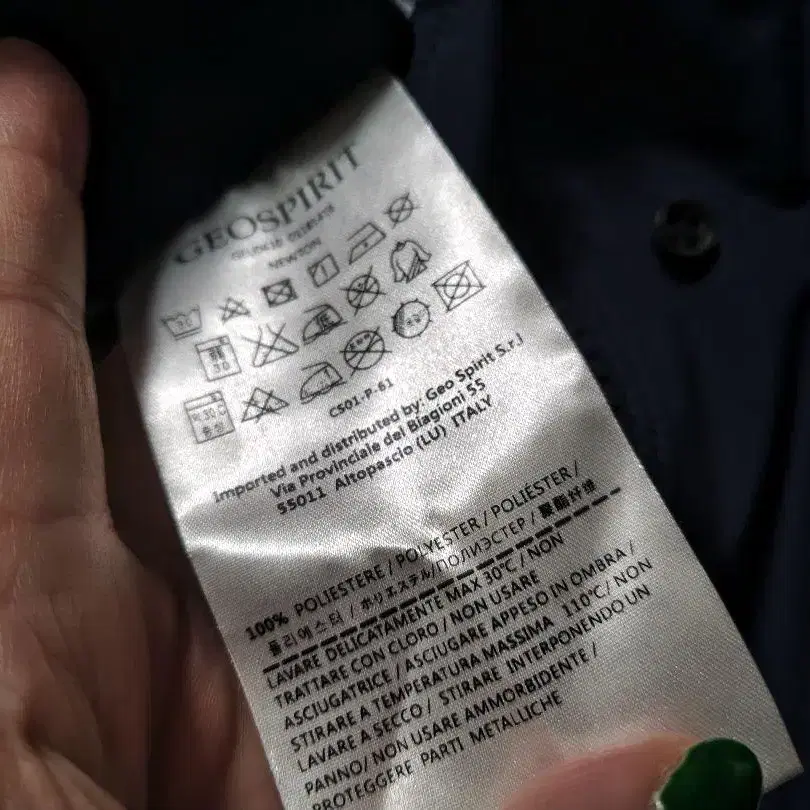 GEOSPIRIT
NEWTON
CS01-P-61
Imported and distributed by: Geo Spirit S.r.l
Via Provinciale dei Biagioni 55
55011 Altopascio (LU) ITALY
100% POLIESTERE / POLYESTER / POLIÉSTER /
폴리에스터 / ポリエステル/ПОЛИЭСТЕР / 聚酯纤维
LAVARE DELICATAMENTE MAX 30℃ / NON
TRATTARE CON CLORO / NON USARE
ASCIUGATRICE / ASCIUGARE APPESO IN OMBRA /
STIRARE A TEMPERATURA MASSIMA 110℃/ NON
LAVARE A SECCO / STIRARE INTERPONENDO UN
PANNO/ NON USARE AMMORBIDENTE /
PROTEGGERE PARTI METALLICHE